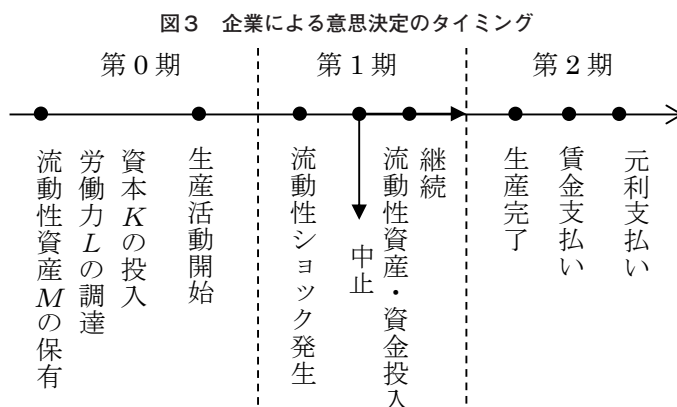 図3 企業による意思決定のタイミング
第0期
第1期
第2期
資本Kの投入
労働力Lの調達
流動性資産Mの保有
生産活動開始
流動性ショック発生
中止
継続
流動性資産・資金投入
生産完了
賃金支払い
元利支払い